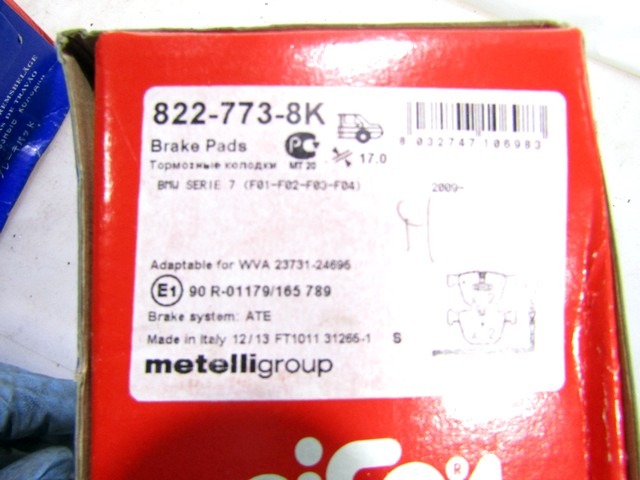 822-773-8K
8 032747 106983
Brake Pads
PC
MT 20
17.0
Тормозные колодки
BMW SERIE 7 (F01-F02-F03-F04)
2009-
Adaptable for WVA 23731-24696
E1 90 R-01179/165 789
Brake system: ATE
Made in Italy 12/13 FT1011 31266-1 S
metelligroup